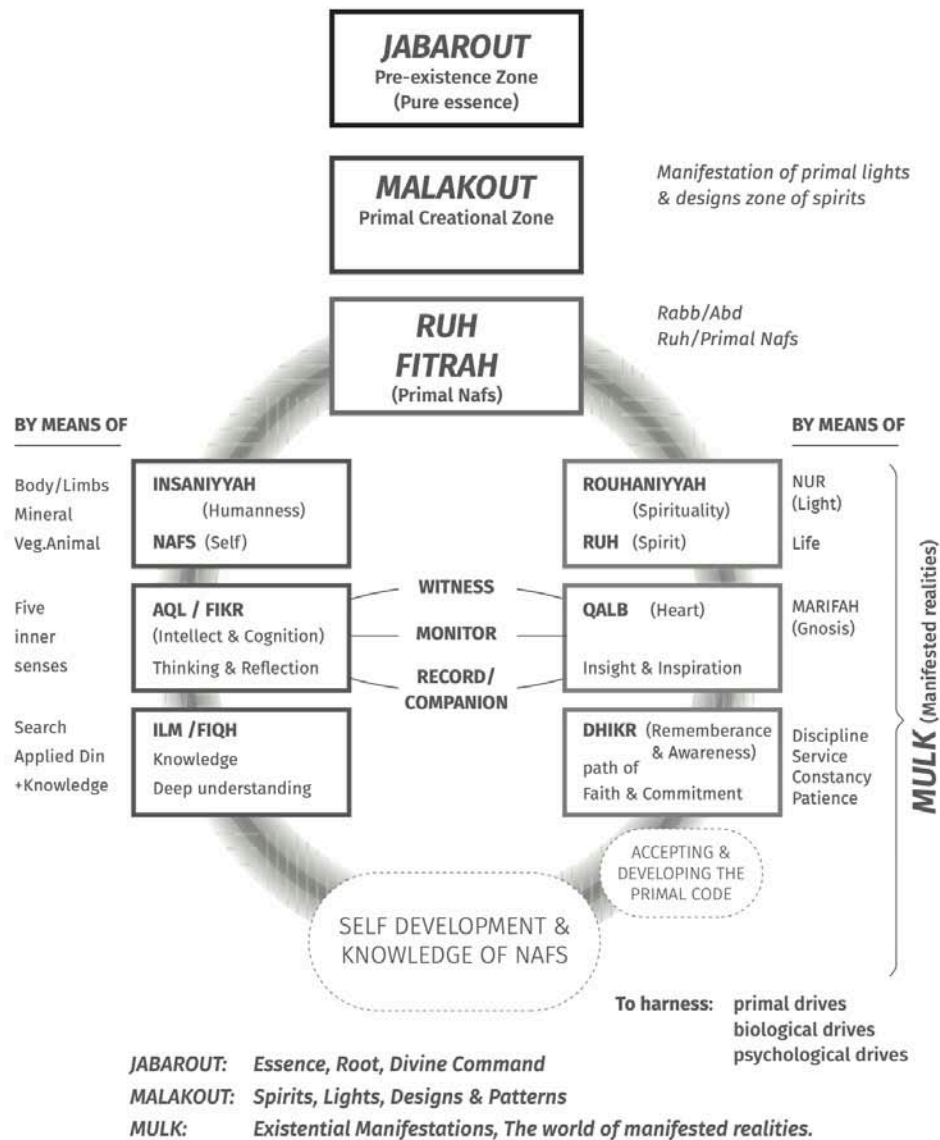 JABAROUT
Pre-existence Zone
(Pure essence)
MALAKOUT
Primal Creational Zone
Manifestation of primal lights
& designs zone of spirits
RUH
FITRAH
(Primal Nafs)
Rabb/Abd
Ruh/Primal Nafs
BY MEANS OF
Body/Limbs
Mineral
Veg.Animal
INSANIYYAH
(Humanness)
NAFS (Self)
ROUHANIYYAH
(Spirituality)
RUH (Spirit)
BY MEANS OF
NUR
(Light)
Life
Five
inner
senses
AQL / FIKR
(Intellect & Cognition)
Thinking & Reflection
WITNESS
MONITOR
RECORD/
COMPANION
QALB (Heart)
Insight & Inspiration
MARIFAH
(Gnosis)
Search
Applied Din
+Knowledge
ILM /FIQH
Knowledge
Deep understanding
DHIKR (Rememberance
& Awareness)
path of
Faith & Commitment
Discipline
Service
Constancy
Patience
MULK (Manifested realities)
ACCEPTING &
DEVELOPING THE
PRIMAL CODE
SELF DEVELOPMENT &
KNOWLEDGE OF NAFS
To harness: primal drives
biological drives
psychological drives
JABAROUT: Essence, Root, Divine Command
MALAKOUT: Spirits, Lights, Designs & Patterns
MULK: Existential Manifestations, The world of manifested realities.